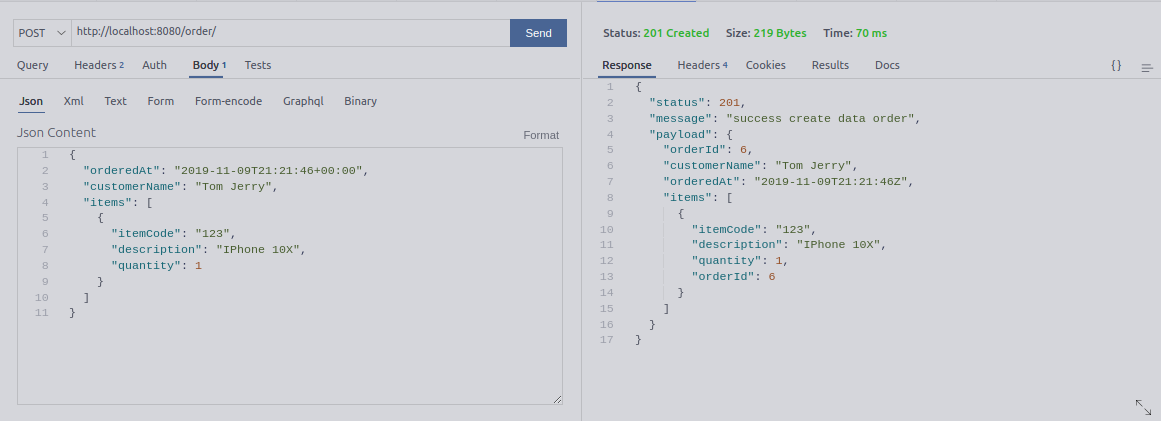 POST http://localhost:8080/order/ Send
Query Headers 2 Auth Body 1 Tests
Json Xml Text Form Form-encode Graphql Binary
Json Content Format
1 {
2 "orderedAt": "2019-11-09T21:21:46+00:00",
3 "customerName": "Tom Jerry",
4 "items": [
5 {
6 "itemCode": "123",
7 "description": "IPhone 10X",
8 "quantity": 1
9 }
10 ]
11 }
Status: 201 Created Size: 219 Bytes Time: 70 ms
Response Headers 4 Cookies Results Docs {}
1 {
2 "status": 201,
3 "message": "success create data order",
4 "payload": {
5 "orderId": 6,
6 "customerName": "Tom Jerry",
7 "orderedAt": "2019-11-09T21:21:46Z",
8 "items": [
9 {
10 "itemCode": "123",
11 "description": "IPhone 10X",
12 "quantity": 1,
13 "orderId": 6
14 }
15 ]
16 }
17 }